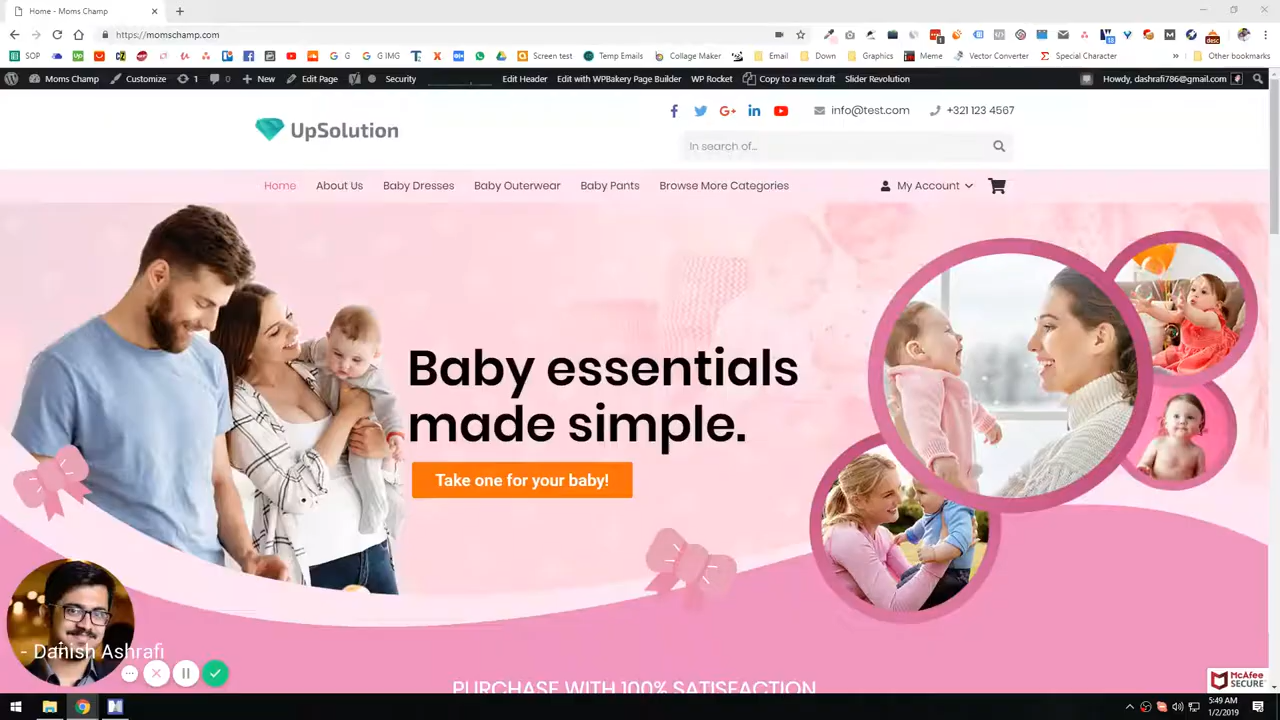 Home - Moms Champ
https://momschamp.com
SOP
G G
G IMG
Screen test
Temp Emails
Collage Maker
Email
Down
Graphics
Meme
Vector Converter
Special Character
Other bookmarks
Moms Champ
Customize
1
0
New
Edit Page
Security
Edit Header
Edit with WPBakery Page Builder
WP Rocket
Copy to a new draft
Slider Revolution
Howdy, dashrafi786@gmail.com
UpSolution
info@test.com
+321 123 4567
In search of...
Home
About Us
Baby Dresses
Baby Outerwear
Baby Pants
Browse More Categories
My Account
Baby essentials
made simple.
Take one for your baby!
- Danish Ashrafi
PURCHASE WITH 100% SATISFACTION
McAfee
SECURE
5:49 AM
1/2/2019